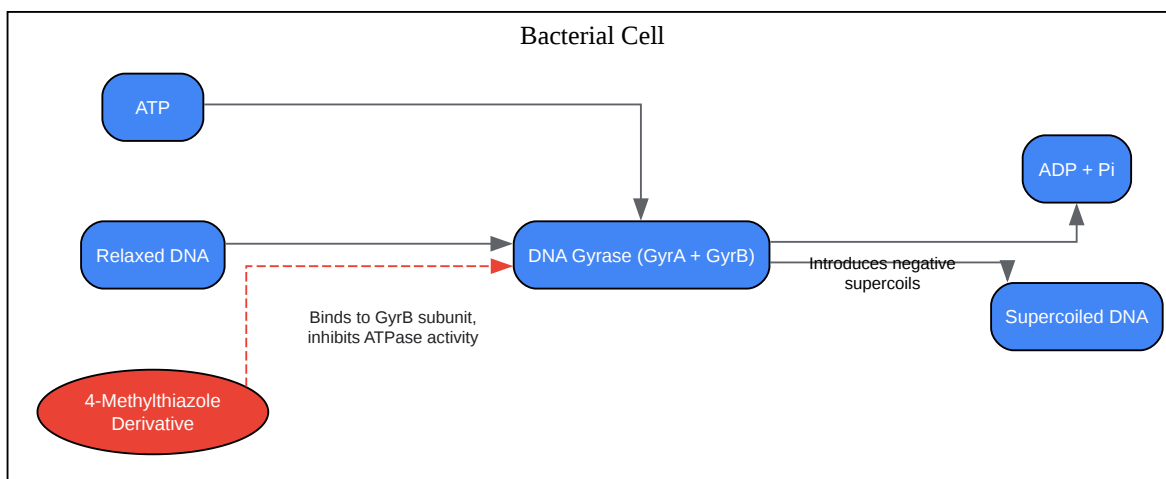 Bacterial Cell
ATP
ADP + Pi
Relaxed DNA
DNA Gyrase (GyrA + GyrB)
Introduces negative
supercoils
Supercoiled DNA
Binds to GyrB subunit,
inhibits ATPase activity
4-Methylthiazole
Derivative